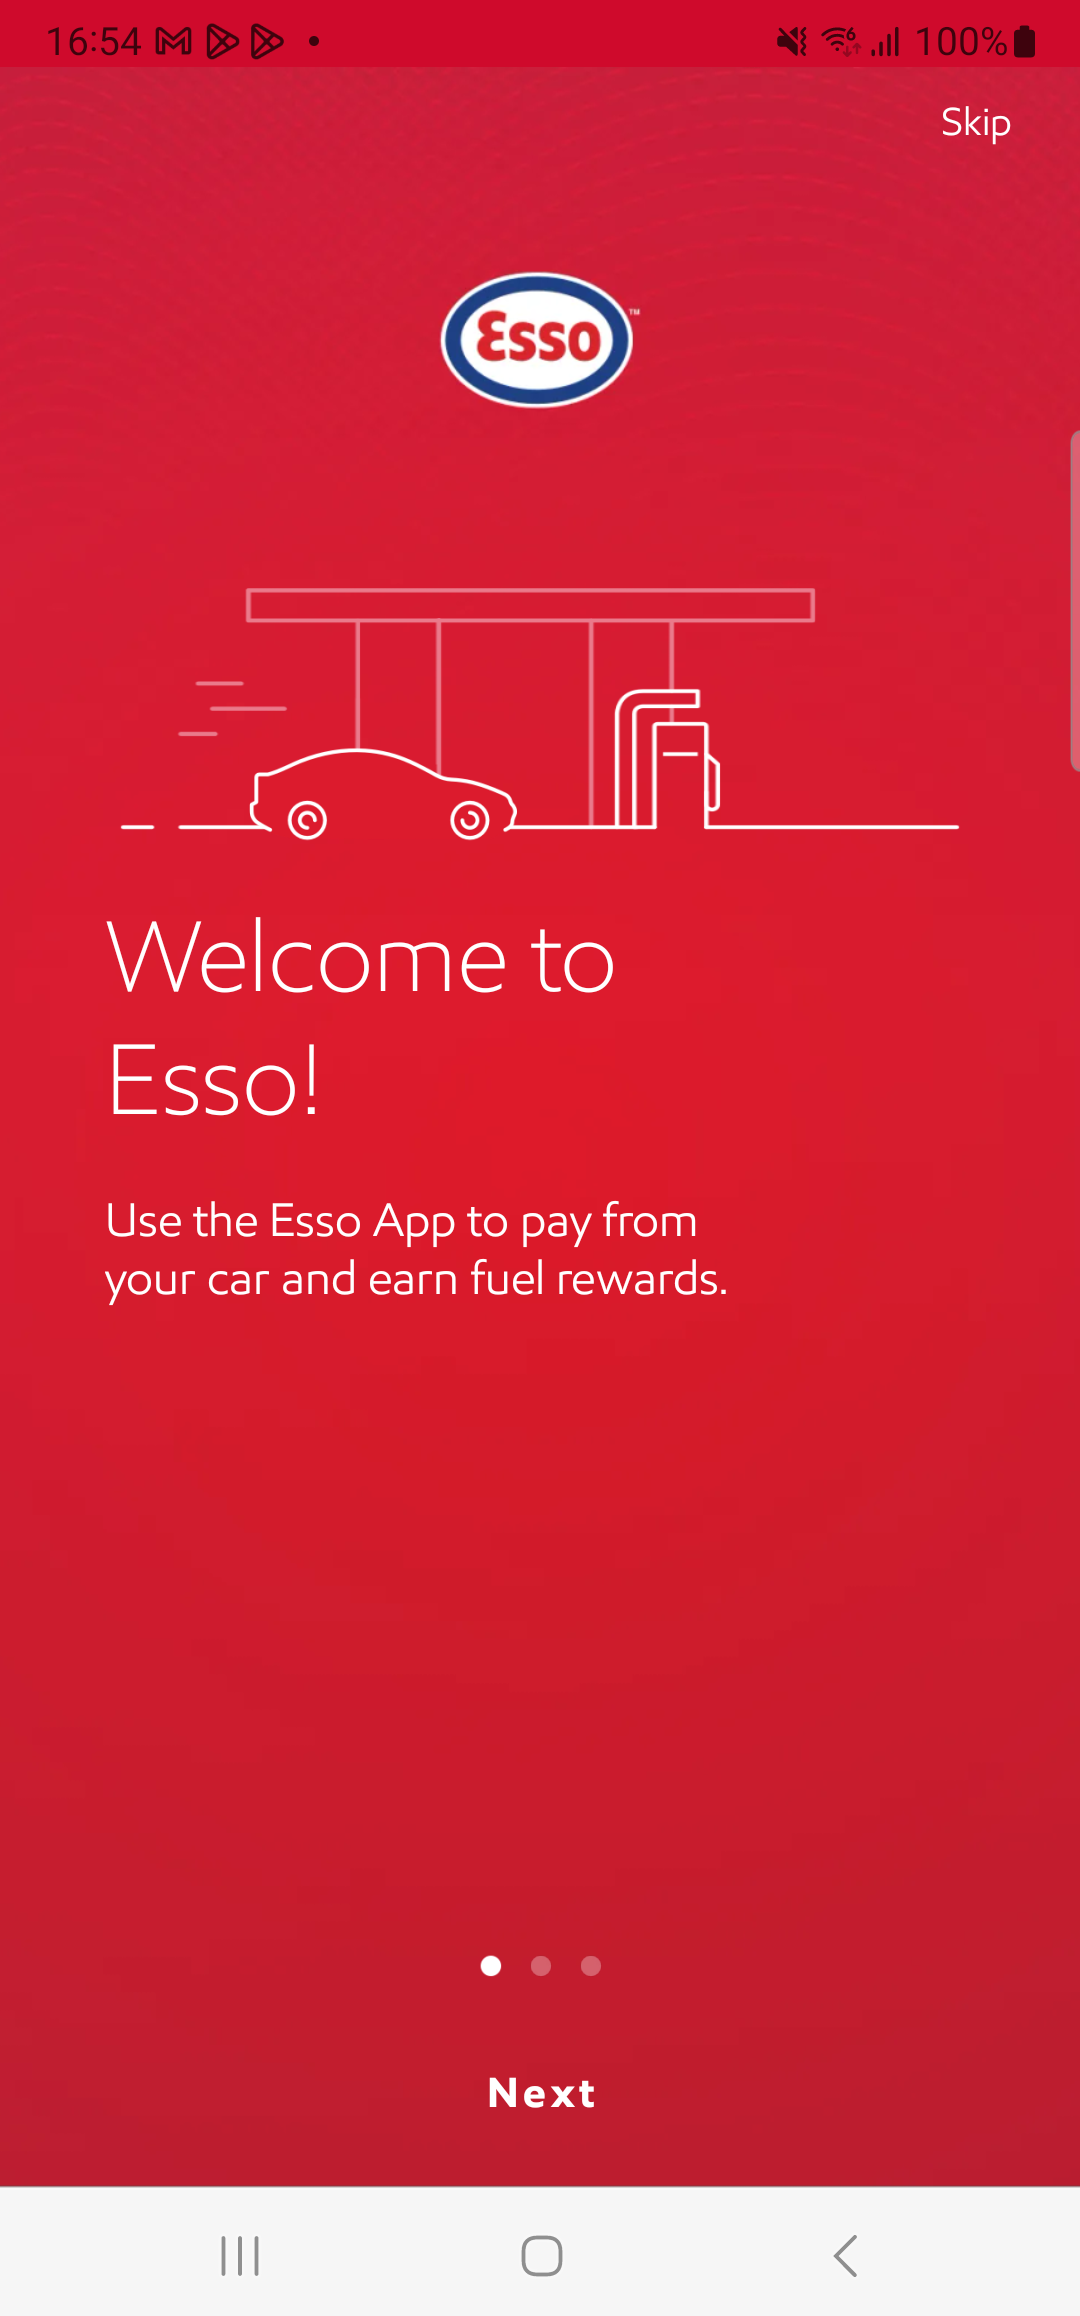 16:54
100%
Skip
Esso™
Welcome to
Esso!
Use the Esso App to pay from
your car and earn fuel rewards.
Next